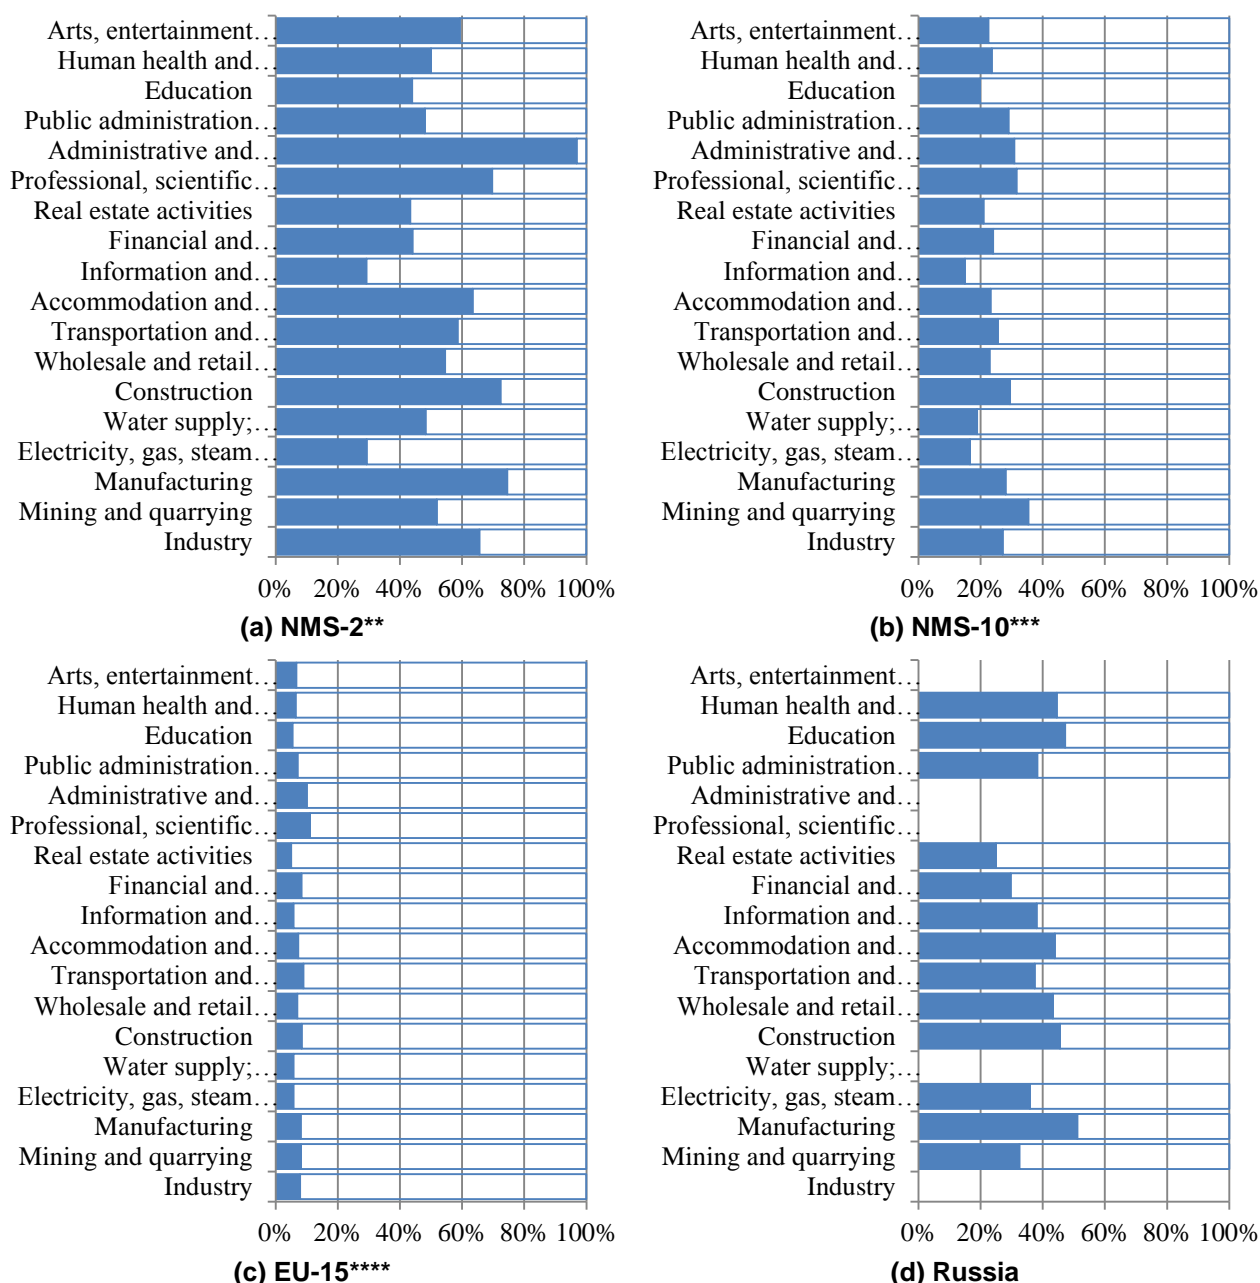 Arts, entertainment…
Human health and…
Education
Public administration…
Administrative and…
Professional, scientific…
Real estate activities
Financial and…
Information and…
Accommodation and…
Transportation and…
Wholesale and retail…
Construction
Water supply;…
Electricity, gas, steam…
Manufacturing
Mining and quarrying
Industry
0% 20% 40% 60% 80% 100%
(a) NMS-2**
Arts, entertainment…
Human health and…
Education
Public administration…
Administrative and…
Professional, scientific…
Real estate activities
Financial and…
Information and…
Accommodation and…
Transportation and…
Wholesale and retail…
Construction
Water supply;…
Electricity, gas, steam…
Manufacturing
Mining and quarrying
Industry
0% 20% 40% 60% 80% 100%
(b) NMS-10***
Arts, entertainment…
Human health and…
Education
Public administration…
Administrative and…
Professional, scientific…
Real estate activities
Financial and…
Information and…
Accommodation and…
Transportation and…
Wholesale and retail…
Construction
Water supply;…
Electricity, gas, steam…
Manufacturing
Mining and quarrying
Industry
0% 20% 40% 60% 80% 100%
(c) EU-15****
Arts, entertainment…
Human health and…
Education
Public administration…
Administrative and…
Professional, scientific…
Real estate activities
Financial and…
Information and…
Accommodation and…
Transportation and…
Wholesale and retail…
Construction
Water supply;…
Electricity, gas, steam…
Manufacturing
Mining and quarrying
Industry
0% 20% 40% 60% 80% 100%
(d) Russia